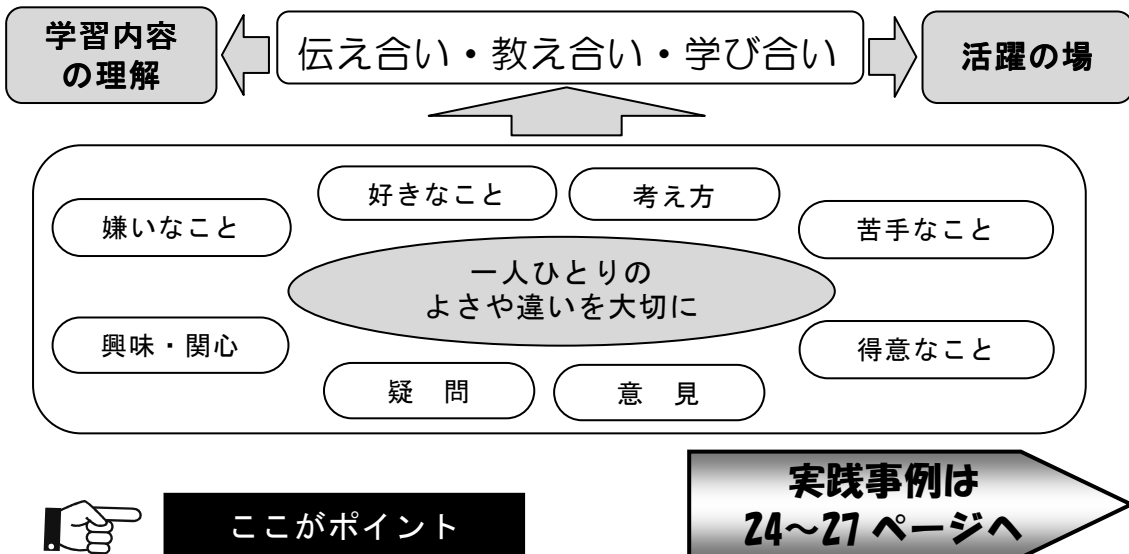 学習内容
の理解
伝え合い・教え合い・学び合い
活躍の場
好きなこと
考え方
嫌いなこと
苦手なこと
一人ひとりの
よさや違いを大切に
興味・関心
得意なこと
疑　問
意　見
ここがポイント
実践事例は
24～27 ページへ